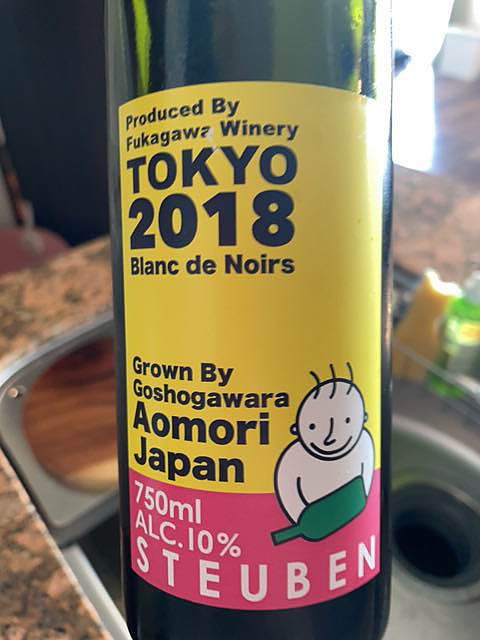 Produced By
Fukagawa Winery
TOKYO
2018
Blanc de Noirs
Grown By
Goshogawara
Aomori
Japan
750ml
ALC.10%
STEUBEN